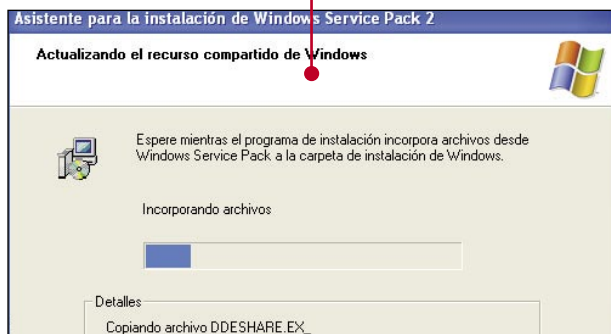 Asistente para la instalación de Windows Service Pack 2
Actualizando el recurso compartido de Windows
Espere mientras el programa de instalación incorpora archivos desde
Windows Service Pack a la carpeta de instalación de Windows.
Incorporando archivos
Detalles
Copiando archivo DDESHARE.EX_